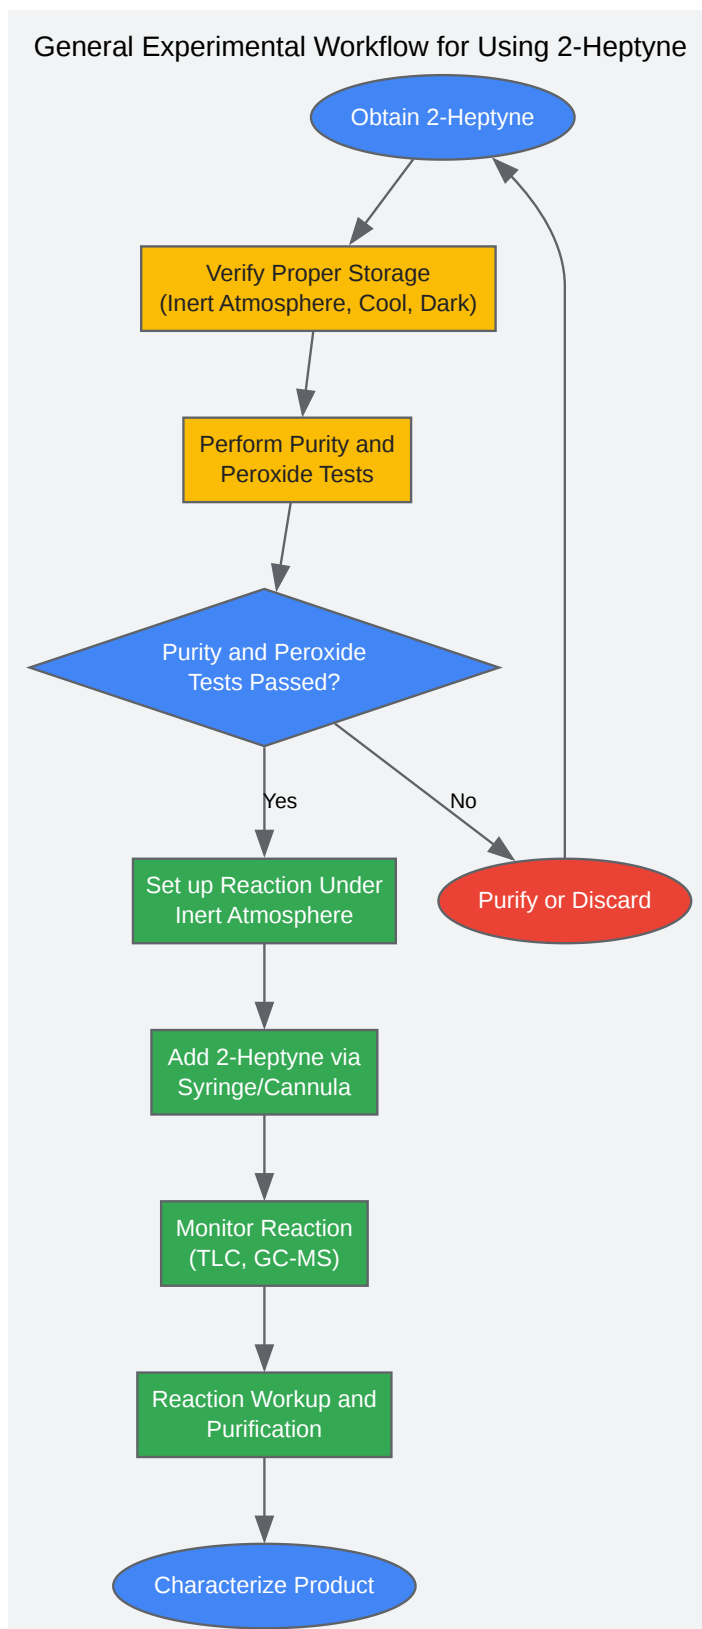 General Experimental Workflow for Using 2-Heptyne
Obtain 2-Heptyne
Verify Proper Storage
(Inert Atmosphere, Cool, Dark)
Perform Purity and
Peroxide Tests
Purity and Peroxide
Tests Passed?
Yes
No
Set up Reaction Under
Inert Atmosphere
Purify or Discard
Add 2-Heptyne via
Syringe/Cannula
Monitor Reaction
(TLC, GC-MS)
Reaction Workup and
Purification
Characterize Product